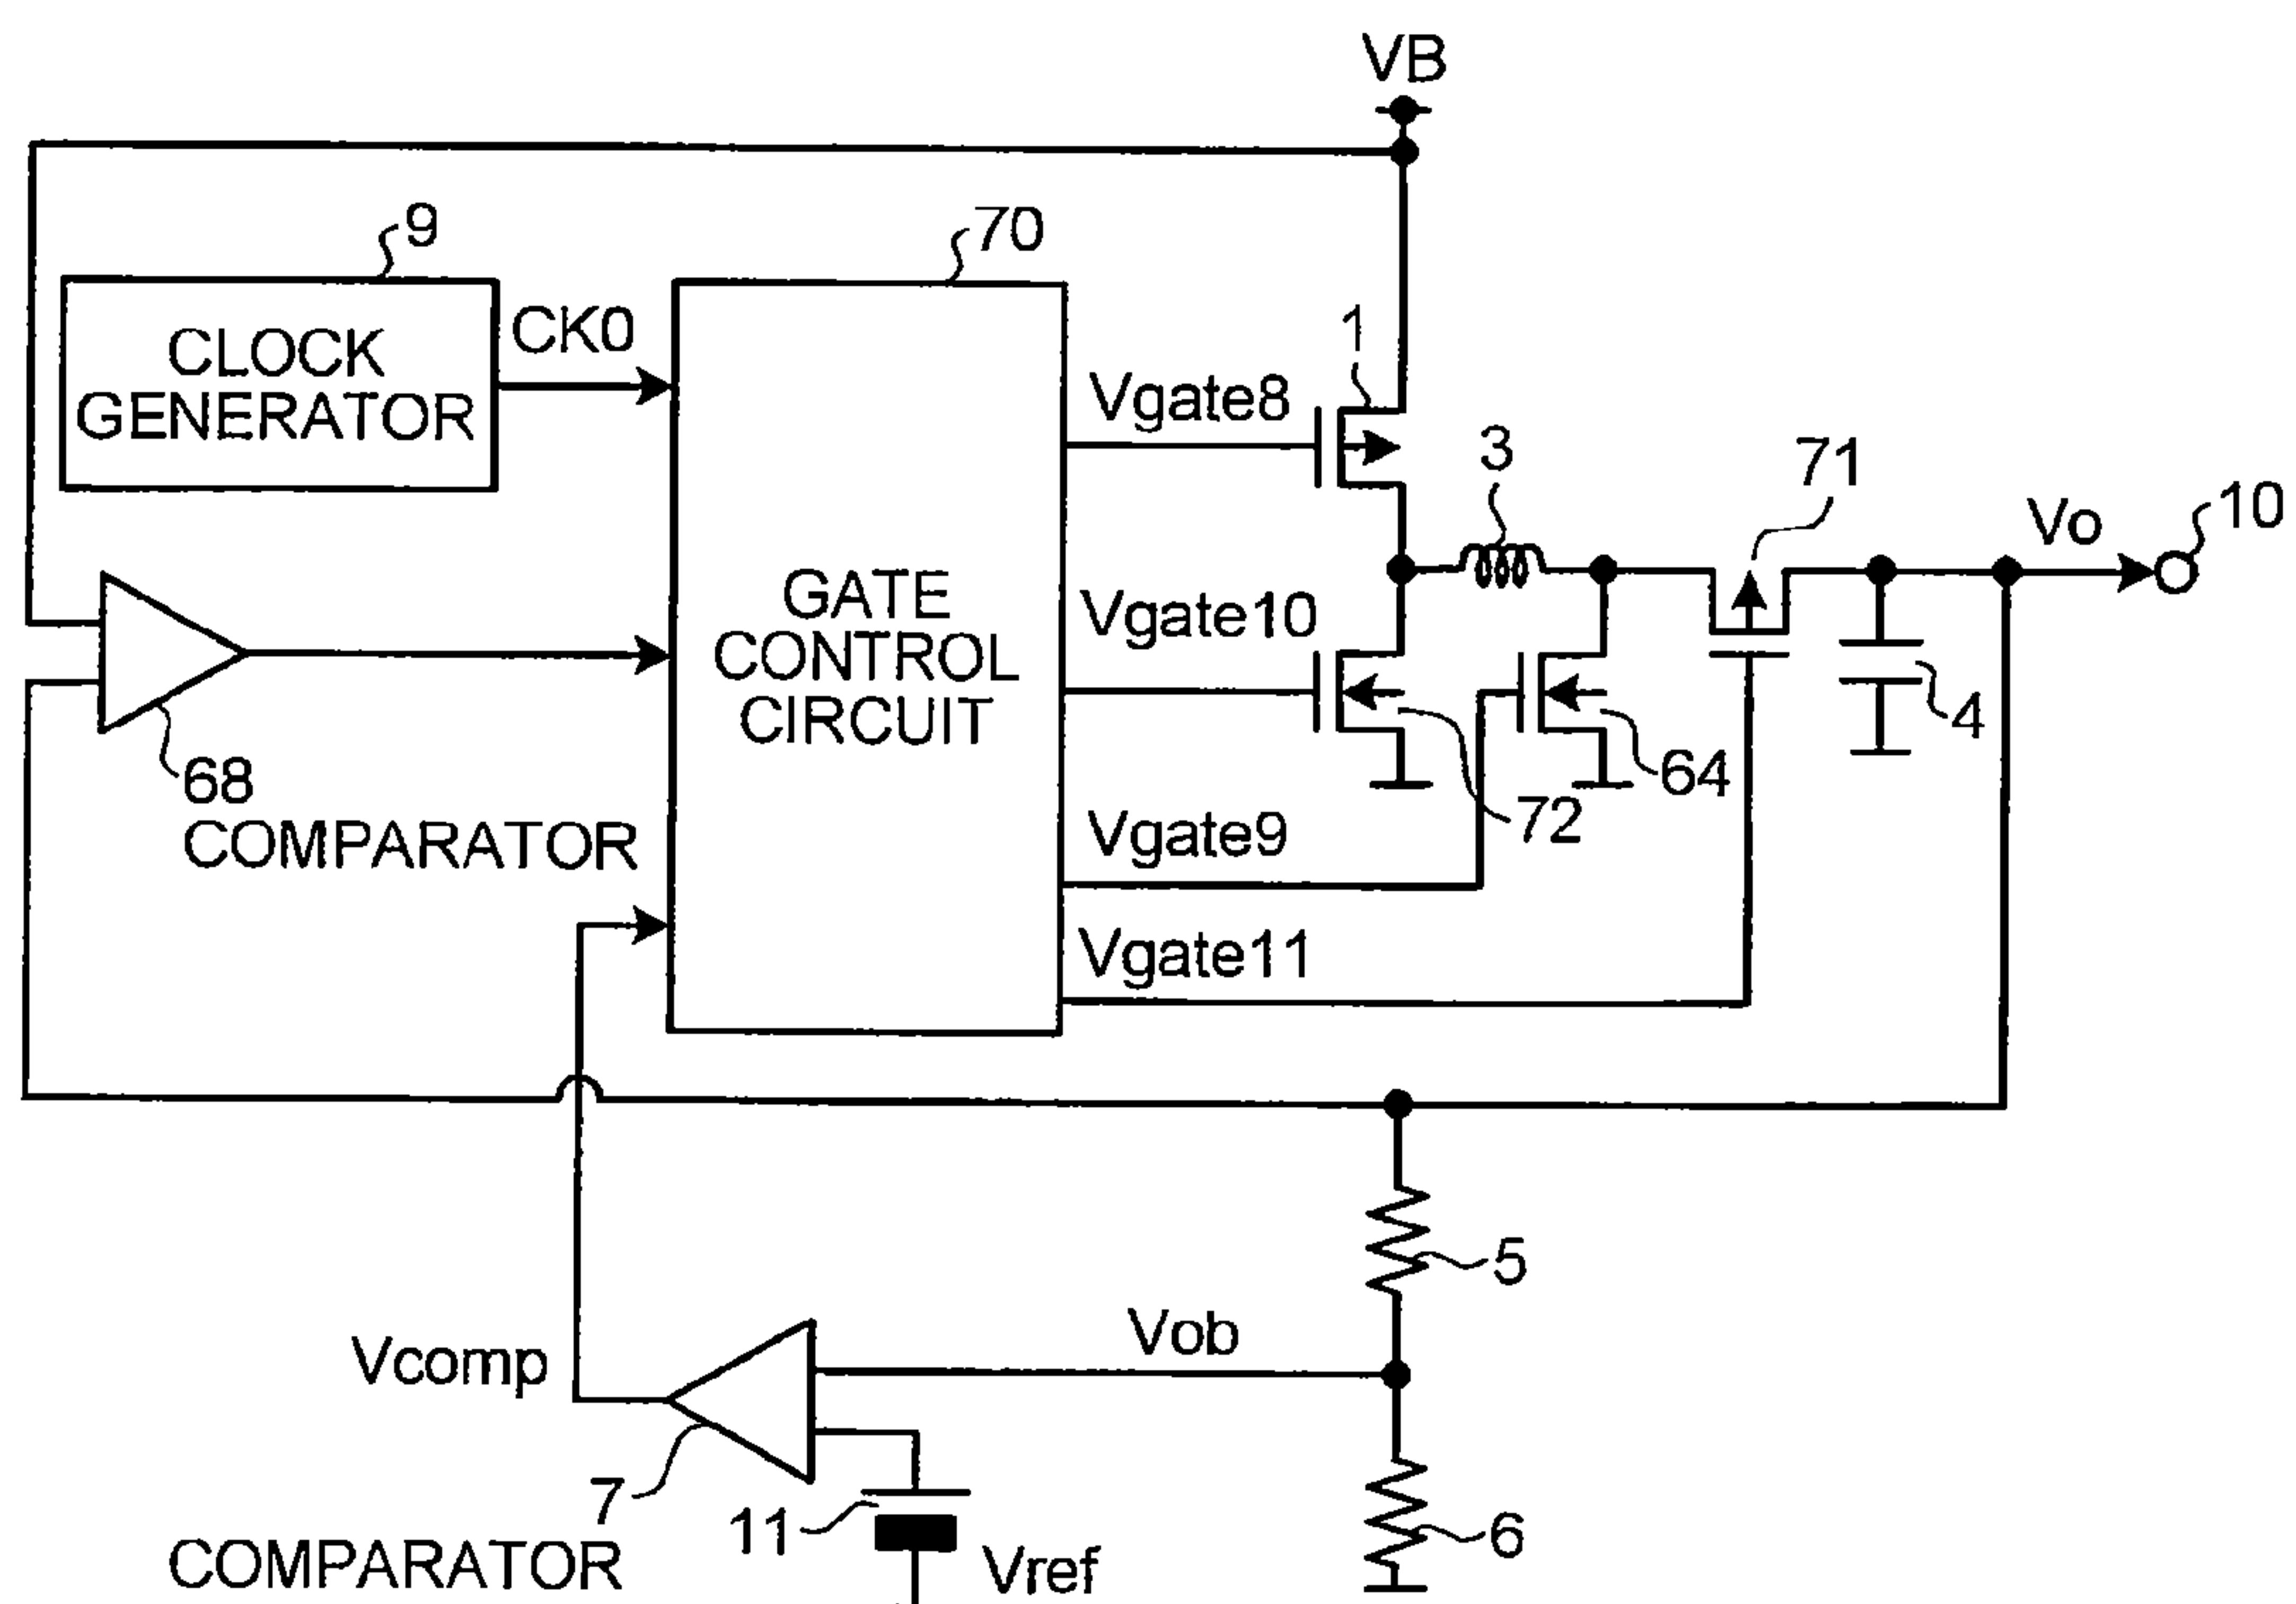 VB
9
70
CLOCK
GENERATOR
CK0
1
Vgate8
3
71
Vo
10
GATE
CONTROL
CIRCUIT
Vgate10
4
68
64
72
COMPARATOR
Vgate9
Vgate11
5
Vob
Vcomp
7
11
6
COMPARATOR
Vref